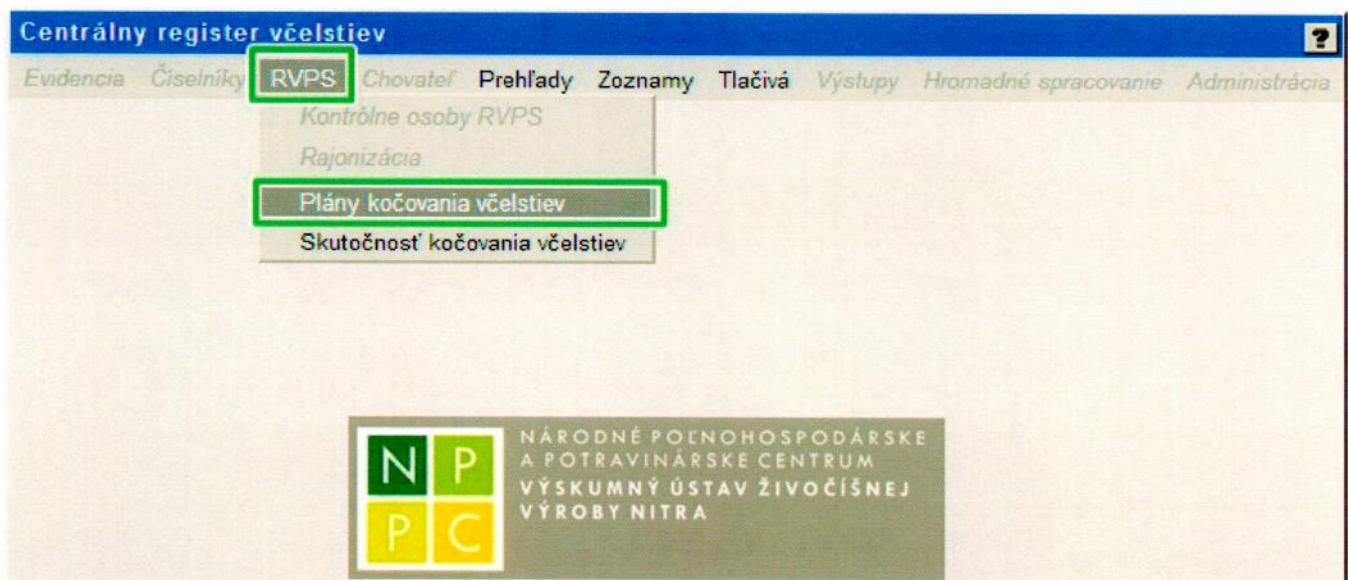 Centrálny register včelstiev ?
Evidencia Číselníky RVPS Chovateľ Prehľady Zoznamy Tlačivá Výstupy Hromadné spracovanie Administrácia
Kontrólne osoby RVPS
Rajonizácia
Plány kočovania včelstiev
Skutočnosť kočovania včelstiev
N P
P C
NÁRODNÉ POĽNOHOSPODÁRSKE
A POTRAVINÁRSKE CENTRUM
VÝSKUMNÝ ÚSTAV ŽIVOČÍŠNEJ
VÝROBY NITRA